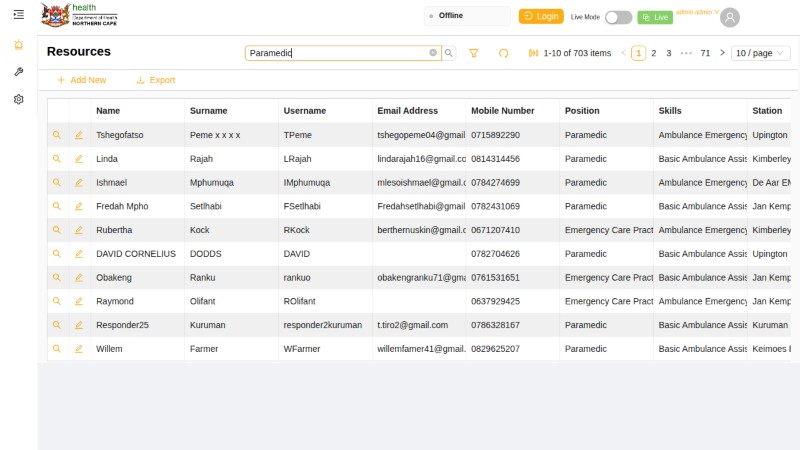 health
Department of Health
NORTHERN CAPE
Offline
Login
Live Mode
Live
admin admin
Resources
Paramedic
1-10 of 703 items
1 2 3 ••• 71
10 / page
Add New
Export
Name Surname Username Email Address Mobile Number Position Skills Station
Tshegofatso Peme x x x x TPeme tshegopeme04@gmail 0715892290 Paramedic Ambulance Emergency Upington
Linda Rajah LRajah lindarajah16@gmail.cc 0814314456 Paramedic Basic Ambulance Assis Kimberley
Ishmael Mphumuqa IMphumuqa mlesoishmael@gmail.c 0784274699 Paramedic Ambulance Emergency De Aar EM
Fredah Mpho Setlhabi FSetlhabi Fredahsetlhabi@gmail 0782431069 Paramedic Basic Ambulance Assis Jan Kemp
Rubertha Kock RKock berthernuskin@gmail.c 0671207410 Emergency Care Pract Ambulance Emergency Kimberley
DAVID CORNELIUS DODDS DAVID 0782704626 Paramedic Basic Ambulance Assis Upington
Obakeng Ranku rankuo obakengranku71@gma 0761531651 Emergency Care Pract Basic Ambulance Assis Jan Kemp
Raymond Olifant ROlifant 0637929425 Emergency Care Pract Ambulance Emergency Jan Kemp
Responder25 Kuruman responder2kuruman t.tiro2@gmail.com 0786328167 Paramedic Basic Ambulance Assis Kuruman
Willem Farmer WFarmer willemfamer41@gmail. 0829625207 Paramedic Basic Ambulance Assis Keimoes